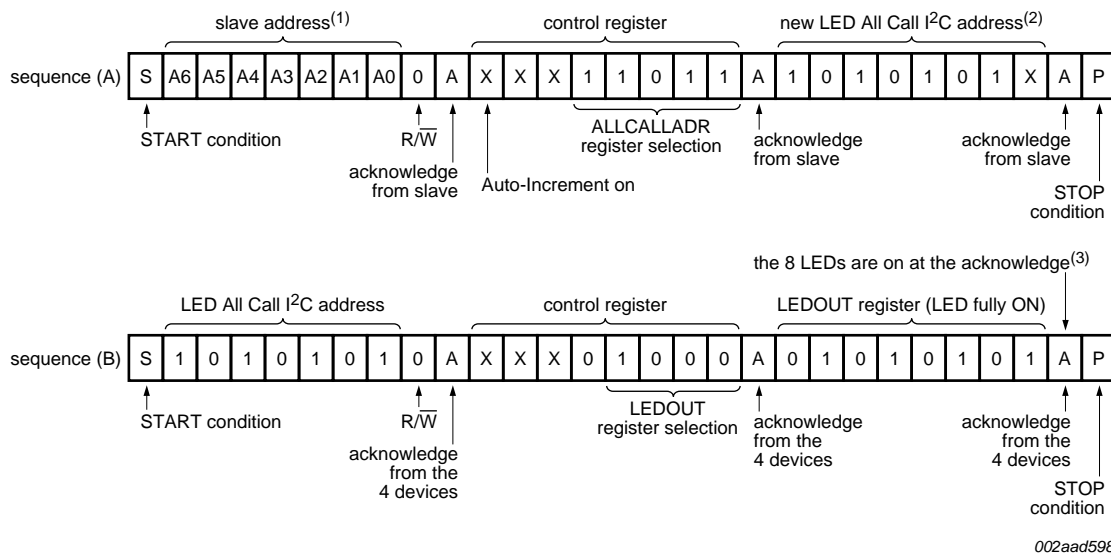 slave address(1) control register new LED All Call I²C address(2)
sequence (A) S A6 A5 A4 A3 A2 A1 A0 0 A X X X 1 1 0 1 1 A 1 0 1 0 1 0 1 X A P
START condition
R/W̅
acknowledge
from slave
Auto-Increment on
ALLCALLADR
register selection
acknowledge
from slave
acknowledge
from slave
STOP
condition
the 8 LEDs are on at the acknowledge(3)
LED All Call I²C address control register LEDOUT register (LED fully ON)
sequence (B) S 1 0 1 0 1 0 1 0 A X X X 0 1 0 0 0 A 0 1 0 1 0 1 0 1 A P
START condition
R/W̅
acknowledge
from the
4 devices
LEDOUT
register selection
acknowledge
from the
4 devices
acknowledge
from the
4 devices
STOP
condition
002aad598